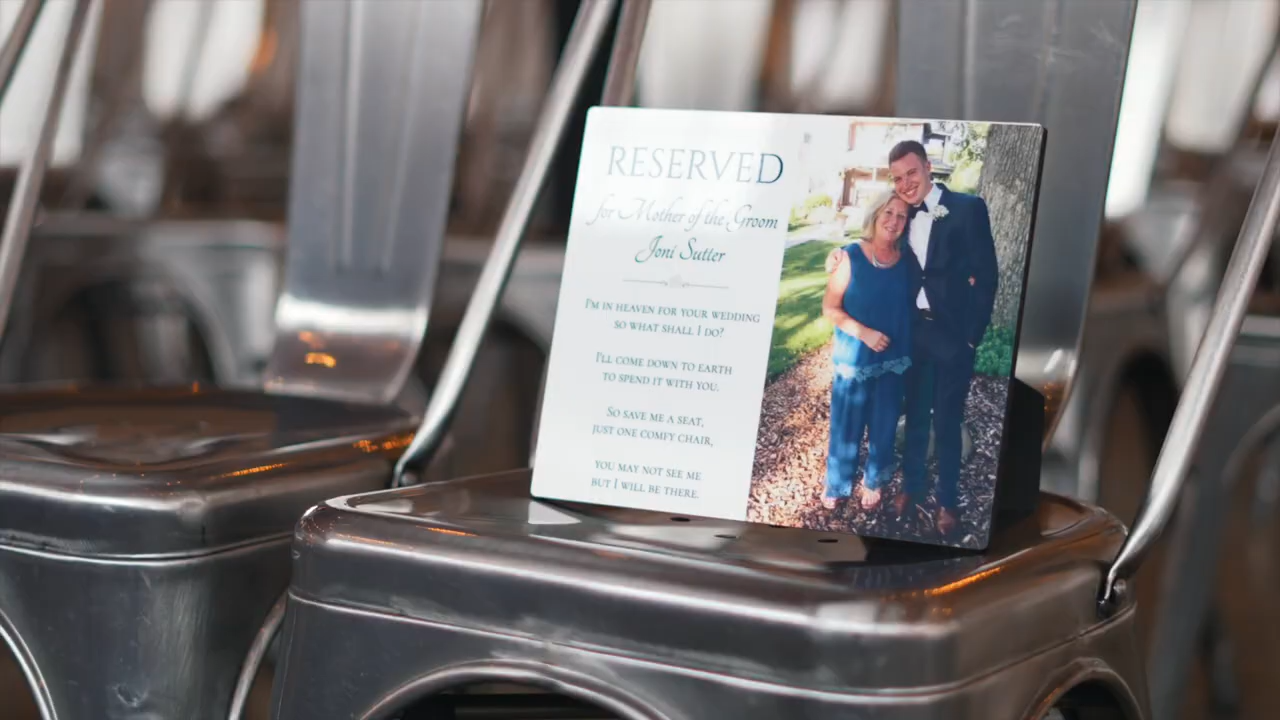 RESERVED
for Mother of the Groom
Joni Sutter
I'M IN HEAVEN FOR YOUR WEDDING
SO WHAT SHALL I DO?
I'LL COME DOWN TO EARTH
TO SPEND IT WITH YOU.
SO SAVE ME A SEAT,
JUST ONE COMFY CHAIR,
YOU MAY NOT SEE ME
BUT I WILL BE THERE.